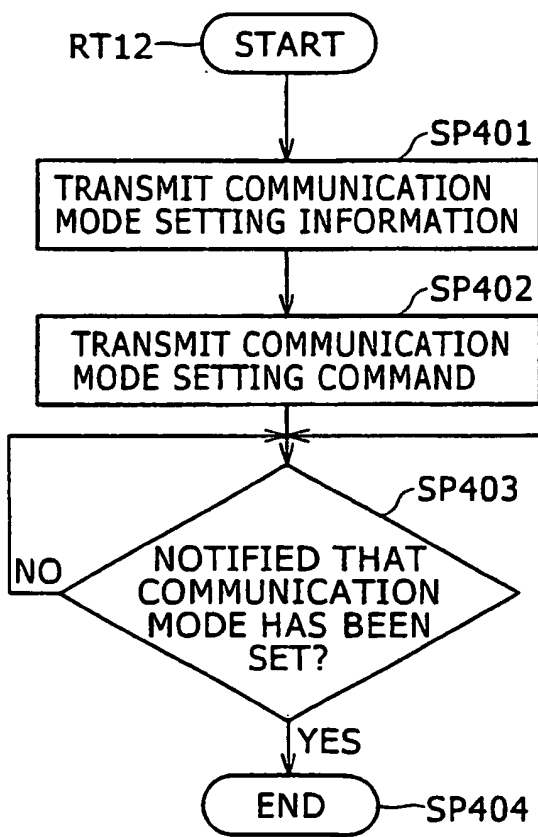 RT12
START
SP401
TRANSMIT COMMUNICATION
MODE SETTING INFORMATION
SP402
TRANSMIT COMMUNICATION
MODE SETTING COMMAND
SP403
NOTIFIED THAT
COMMUNICATION
MODE HAS BEEN
SET?
NO
YES
END
SP404